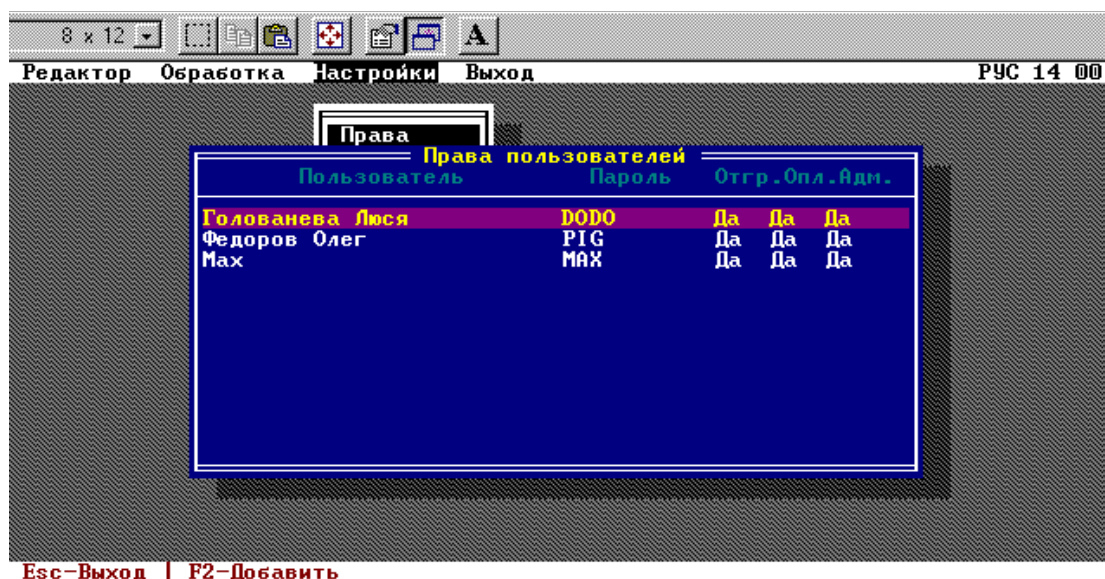 8 x 12 A
Редактор Обработка Настройки Выход РУС 14 00
Права
Права пользователей
Пользователь Пароль Отгр.Опл.Адм.
Голованева Люся DODO Да Да Да
Федоров Олег PIG Да Да Да
Max MAX Да Да Да
Esc-Выход | F2-Добавить